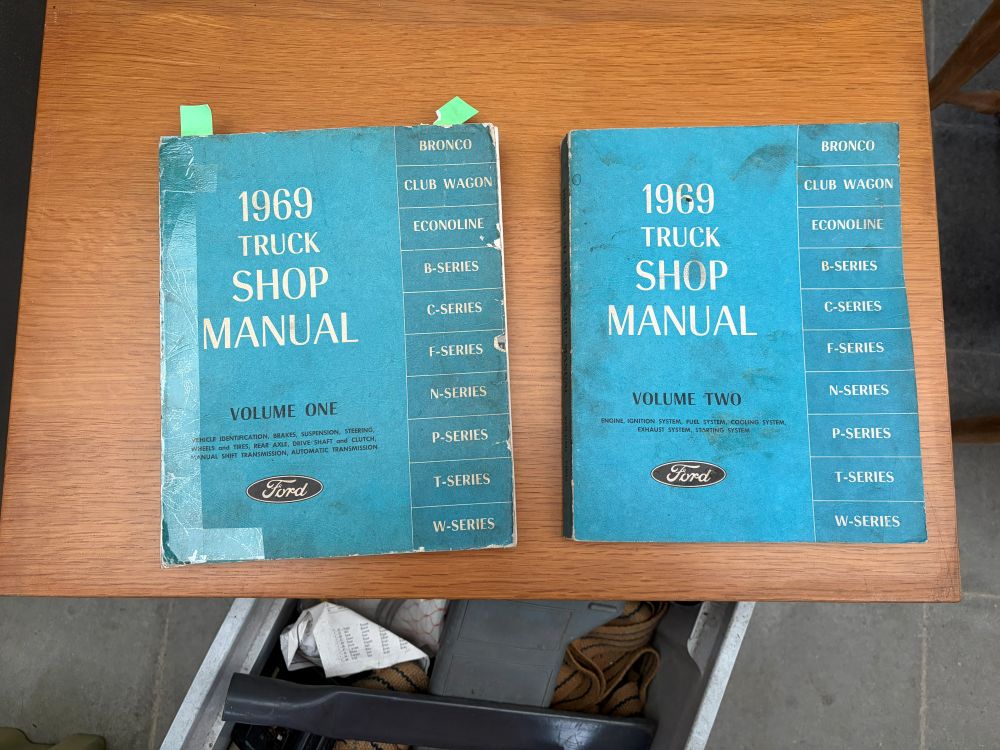 1969
TRUCK
SHOP
MANUAL
VOLUME ONE
VEHICLE IDENTIFICATION, BRAKES, SUSPENSION, STEERING,
WHEELS and TIRES, REAR AXLE, DRIVE SHAFT and CLUTCH,
MANUAL SHIFT TRANSMISSION, AUTOMATIC TRANSMISSION
Ford
BRONCO
CLUB WAGON
ECONOLINE
B-SERIES
C-SERIES
F-SERIES
N-SERIES
P-SERIES
T-SERIES
W-SERIES
1969
TRUCK
SHOP
MANUAL
VOLUME TWO
ENGINE, IGNITION SYSTEM, FUEL SYSTEM, COOLING SYSTEM,
EXHAUST SYSTEM, STARTING SYSTEM
Ford
BRONCO
CLUB WAGON
ECONOLINE
B-SERIES
C-SERIES
F-SERIES
N-SERIES
P-SERIES
T-SERIES
W-SERIES